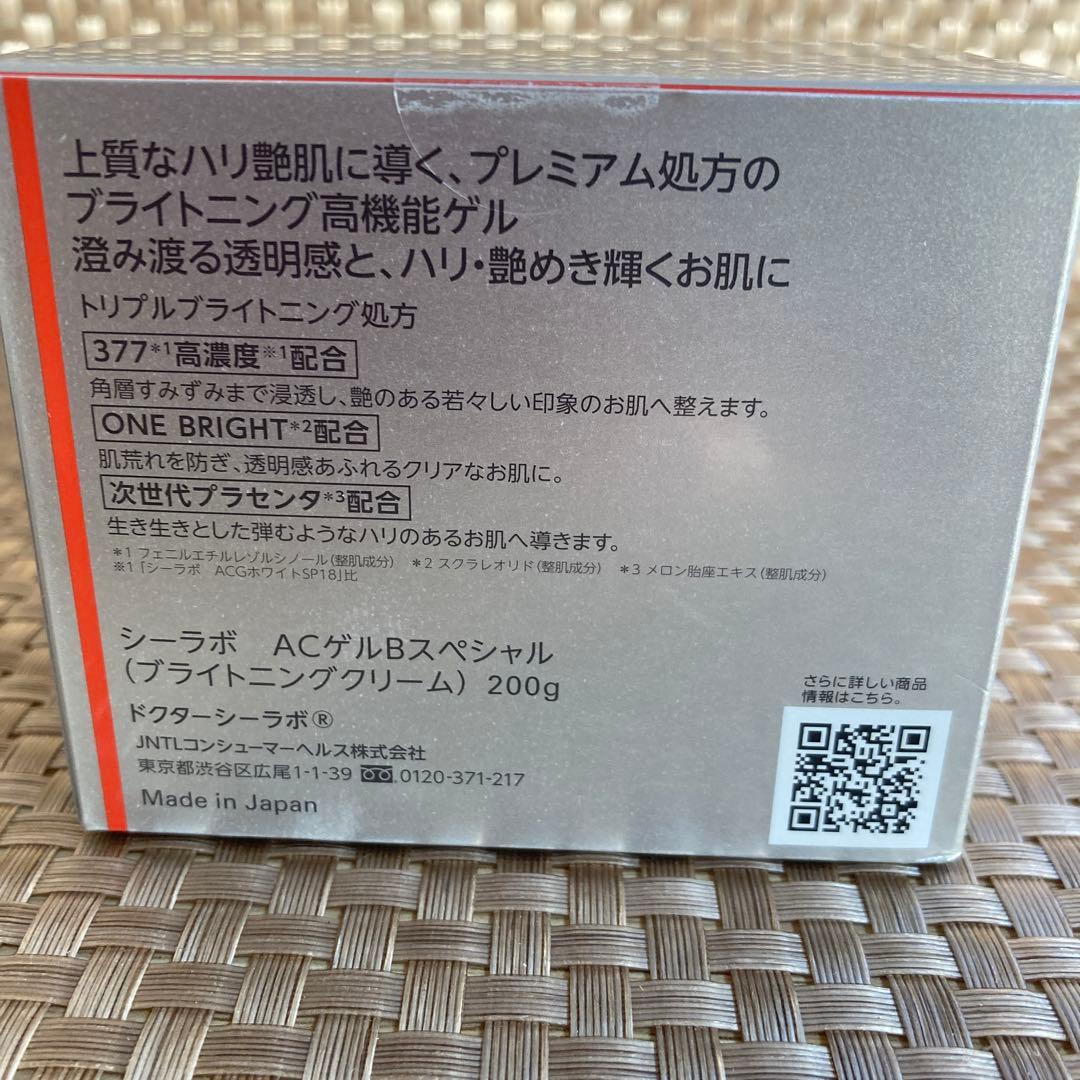 上質なハリ艶肌に導く、プレミアム処方の
ブライトニング高機能ゲル
澄み渡る透明感と、ハリ・艶めき輝くお肌に
トリプルブライトニング処方
377*1高濃度※1配合
角層すみずみまで浸透し、艶のある若々しい印象のお肌へ整えます。
ONE BRIGHT*2配合
肌荒れを防ぎ、透明感あふれるクリアなお肌に。
次世代プラセンタ*3配合
生き生きとした弾むようなハリのあるお肌へ導きます。
*1 フェニルエチルレゾルシノール(整肌成分) *2 スクラレオリド(整肌成分) *3 メロン胎座エキス(整肌成分)
※1「シーラボ ACGホワイトSP18」比
シーラボ ACゲルBスペシャル
(ブライトニングクリーム) 200g
ドクターシーラボ®
JNTLコンシューマーヘルス株式会社
東京都渋谷区広尾1-1-39 0120-371-217
Made in Japan
さらに詳しい商品
情報はこちら。